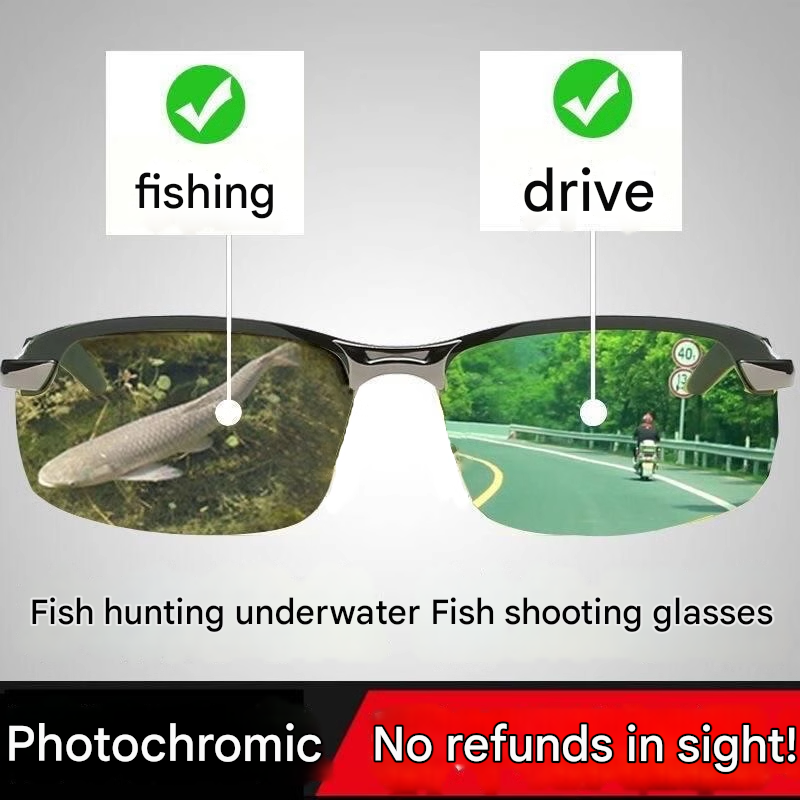 fishing
drive
40
Fish hunting underwater Fish shooting glasses
Photochromic
No refunds in sight!